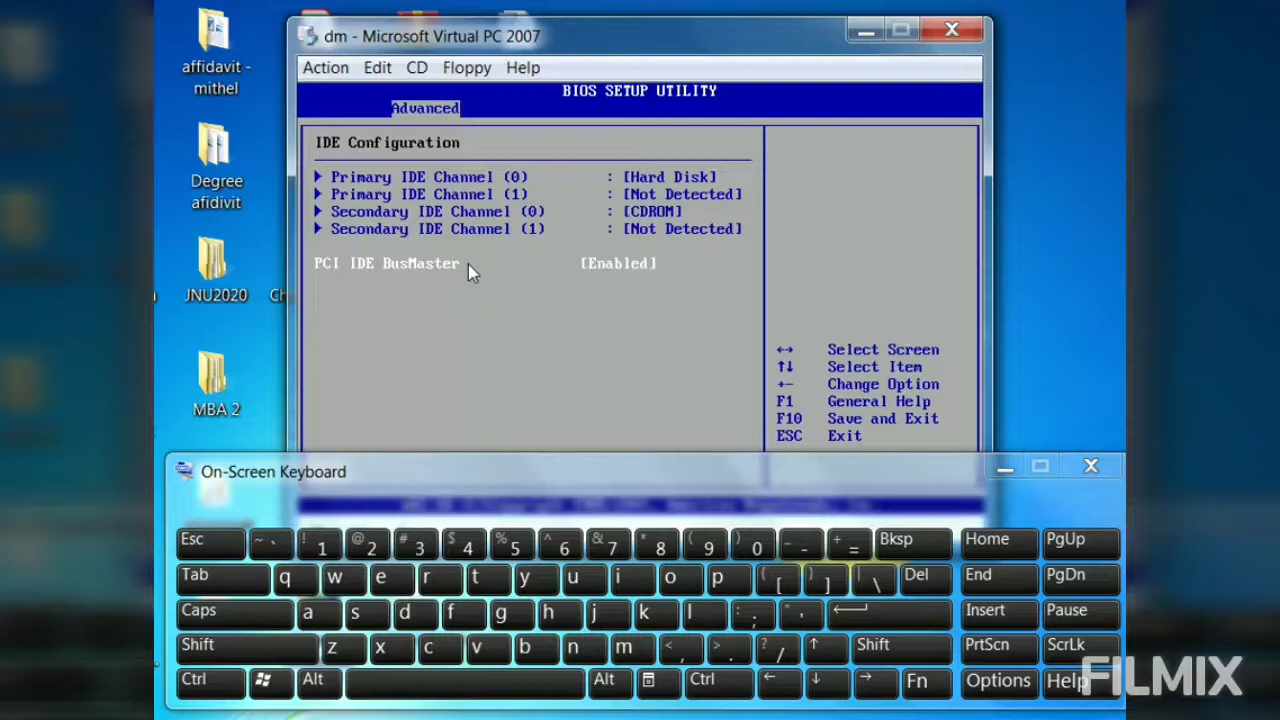 affidavit -
mithel
Degree
afidivit
JNU2020
MBA 2
dm - Microsoft Virtual PC 2007
Action Edit CD Floppy Help
BIOS SETUP UTILITY
Advanced
IDE Configuration
Primary IDE Channel (0) : [Hard Disk]
Primary IDE Channel (1) : [Not Detected]
Secondary IDE Channel (0) : [CDROM]
Secondary IDE Channel (1) : [Not Detected]
PCI IDE BusMaster [Enabled]
↔ Select Screen
↑↓ Select Item
+- Change Option
F1 General Help
F10 Save and Exit
ESC Exit
On-Screen Keyboard
Esc ~ ` ! 1 @ 2 # 3 $ 4 % 5 ^ 6 & 7 * 8 ( 9 ) 0 _ - + = Bksp Home PgUp
Tab q w e r t y u i o p { [ } ] | \ Del End PgDn
Caps a s d f g h j k l : ; " ' Insert Pause
Shift z x c v b n m < , > . ? / ↑ Shift PrtScn ScrLk
Ctrl Alt Alt Ctrl ← ↓ → Fn Options Help
FILMIX